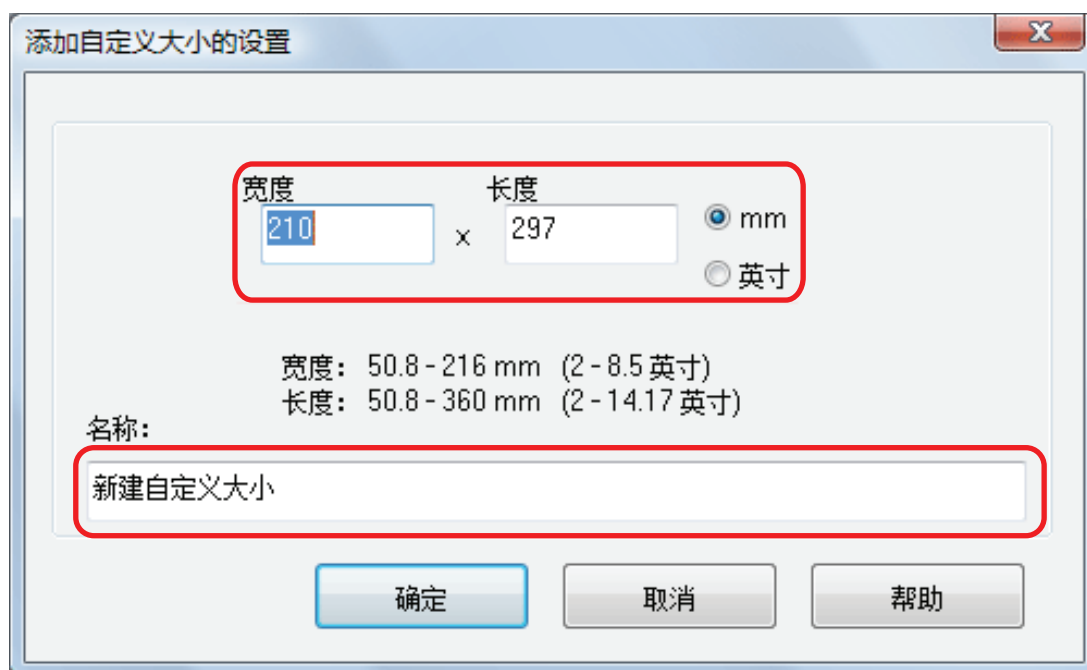 添加自定义大小的设置
宽度 长度
210 x 297 mm
英寸
宽度: 50.8 - 216 mm (2 - 8.5 英寸)
长度: 50.8 - 360 mm (2 - 14.17 英寸)
名称:
新建自定义大小
确定 取消 帮助